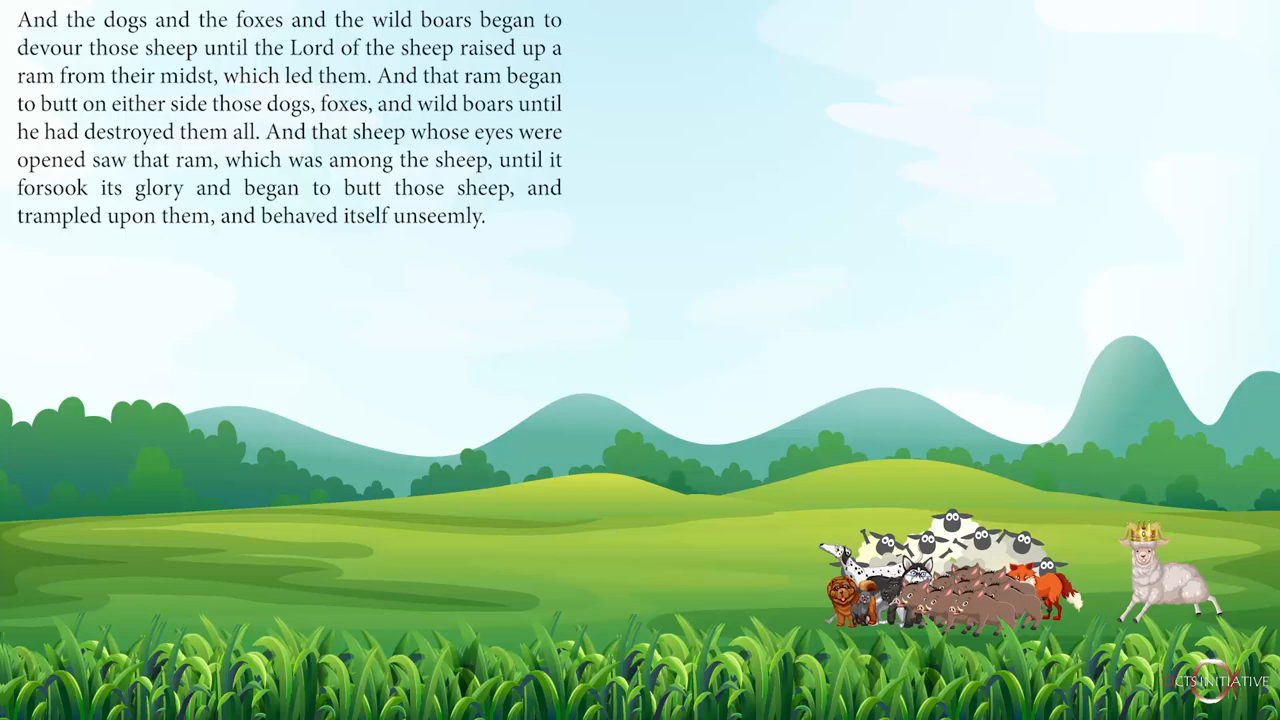 And the dogs and the foxes and the wild boars began to
devour those sheep until the Lord of the sheep raised up a
ram from their midst, which led them. And that ram began
to butt on either side those dogs, foxes, and wild boars until
he had destroyed them all. And that sheep whose eyes were
opened saw that ram, which was among the sheep, until it
forsook its glory and began to butt those sheep, and
trampled upon them, and behaved itself unseemly.
CTS INITIATIVE